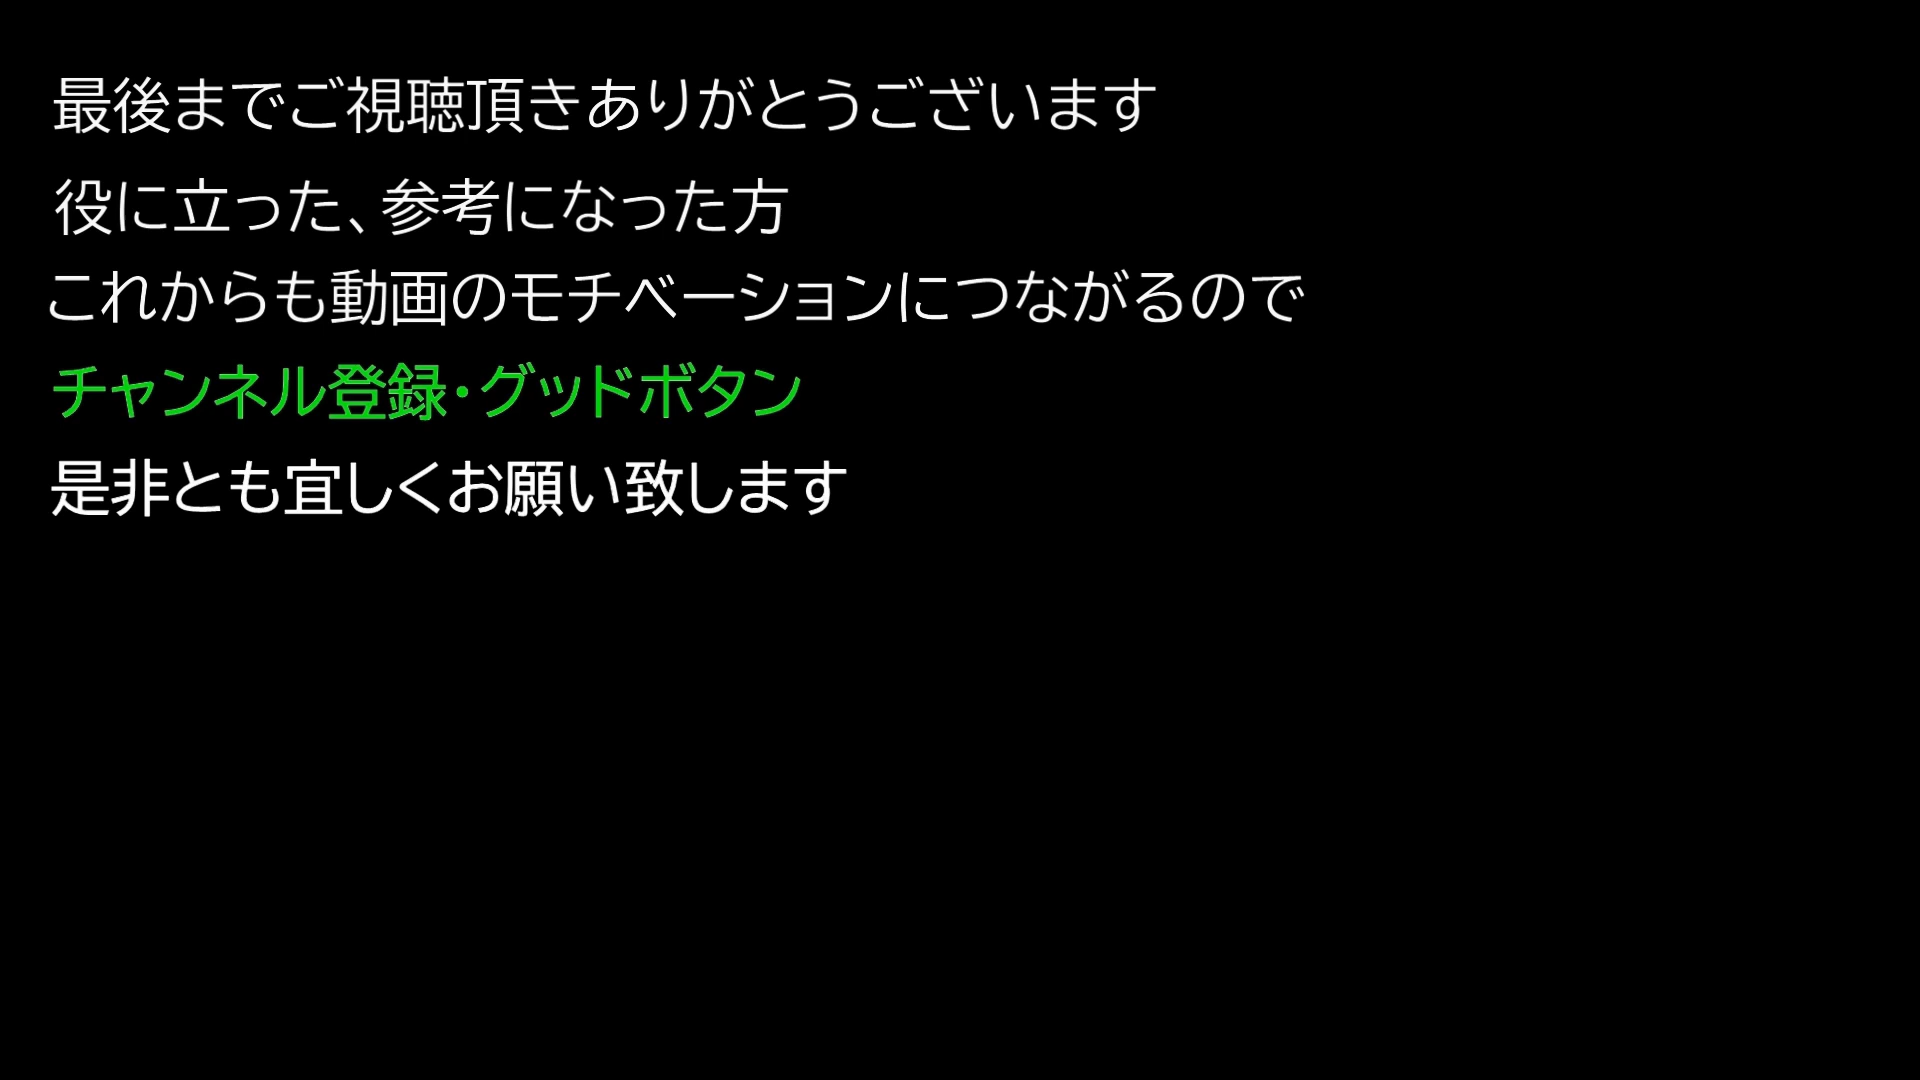 最後までご視聴頂きありがとうございます
役に立った、参考になった方
これからも動画のモチベーションにつながるので
チャンネル登録・グッドボタン
是非とも宜しくお願い致します